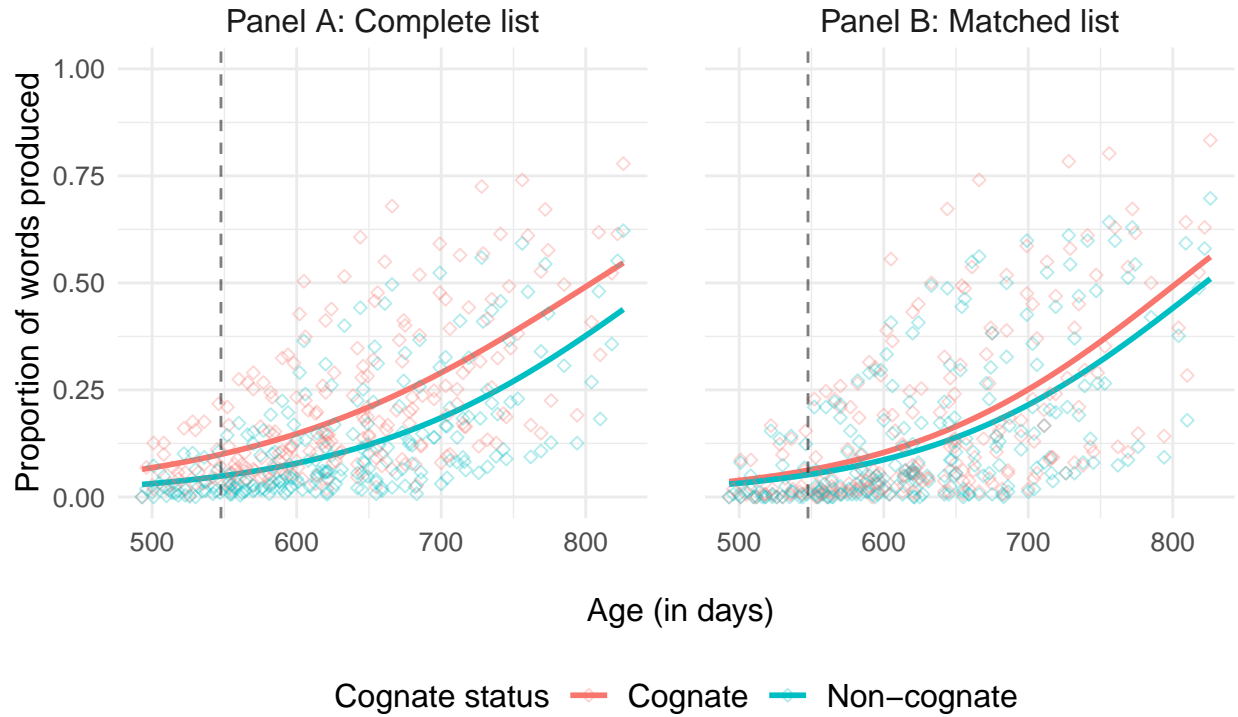 Panel A: Complete list
Panel B: Matched list
Proportion of words produced
1.00
0.75
0.50
0.25
0.00
500 600 700 800
500 600 700 800
Age (in days)
Cognate status Cognate Non−cognate